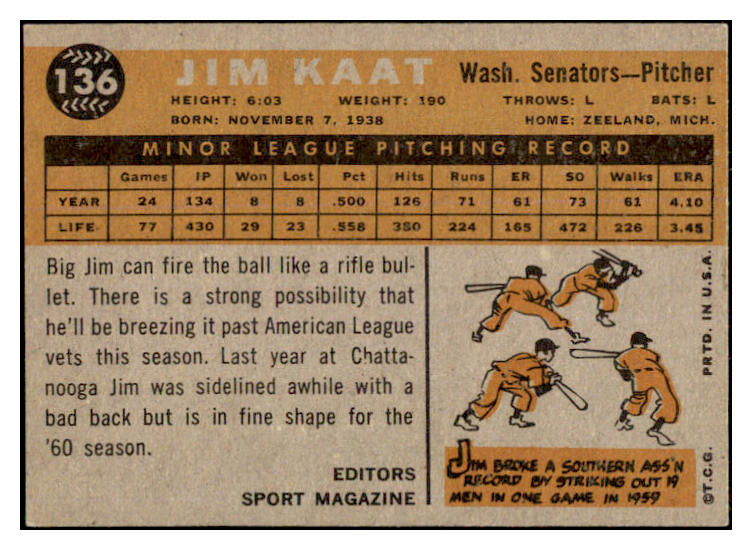 136
JIM KAAT Wash. Senators—Pitcher
HEIGHT: 6:03 WEIGHT: 190 THROWS: L BATS: L
BORN: NOVEMBER 7, 1938 HOME: ZEELAND, MICH.
MINOR LEAGUE PITCHING RECORD
Games IP Won Lost Pct Hits Runs ER SO Walks ERA
YEAR 24 134 8 8 .500 126 71 61 73 61 4.10
LIFE 77 430 29 23 .558 380 224 165 472 226 3.45
Big Jim can fire the ball like a rifle bul-
let. There is a strong possibility that
he'll be breezing it past American League
vets this season. Last year at Chatta-
nooga Jim was sidelined awhile with a
bad back but is in fine shape for the
'60 season.
EDITORS
SPORT MAGAZINE
JIM BROKE A SOUTHERN ASS'N
RECORD BY STRIKING OUT 19
MEN IN ONE GAME IN 1959
©T.C.G. PRTD. IN U.S.A.